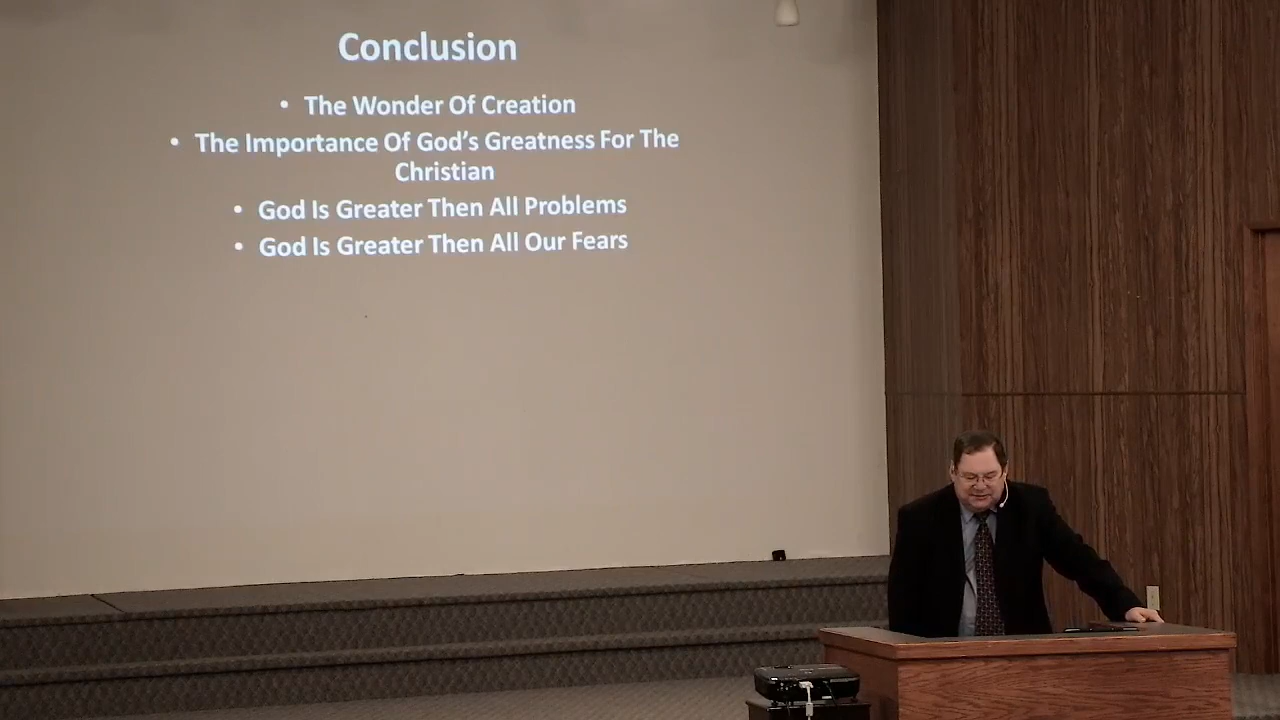 Conclusion
• The Wonder Of Creation
• The Importance Of God's Greatness For The
Christian
• God Is Greater Then All Problems
• God Is Greater Then All Our Fears